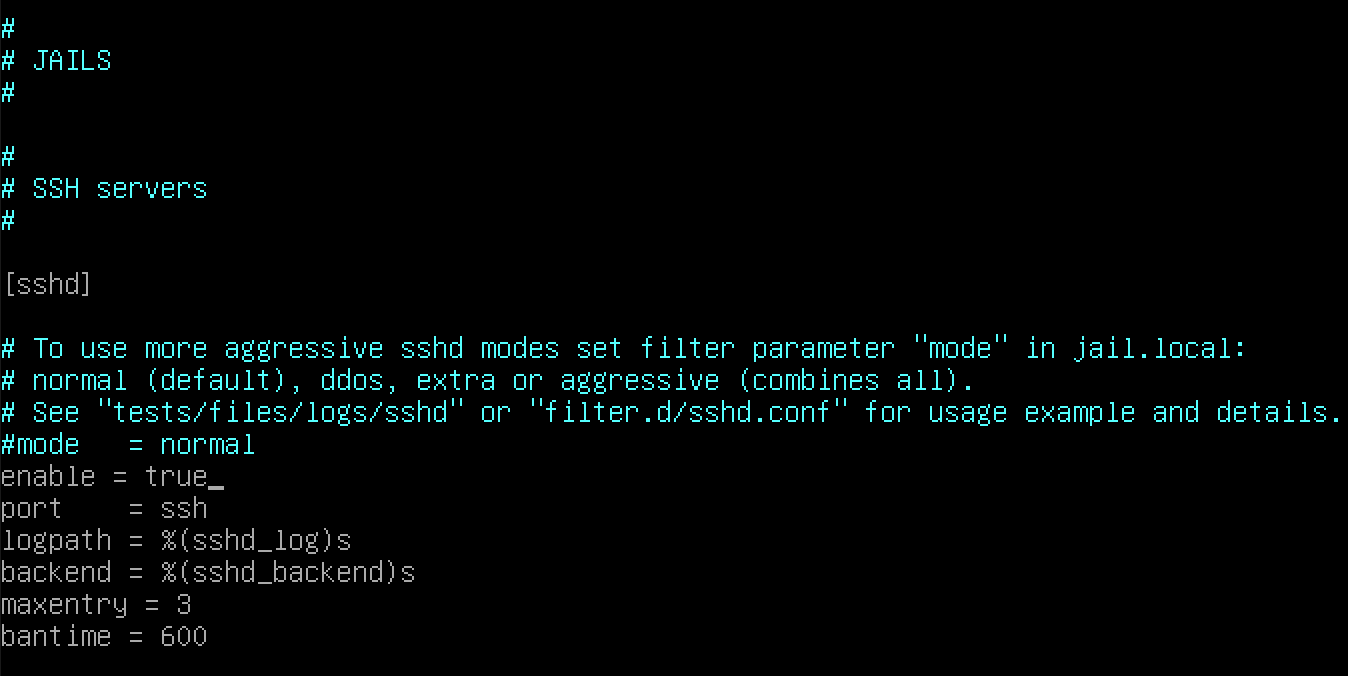 #
# JAILS
#
#
# SSH servers
#
[sshd]
# To use more aggressive sshd modes set filter parameter "mode" in jail.local:
# normal (default), ddos, extra or aggressive (combines all).
# See "tests/files/logs/sshd" or "filter.d/sshd.conf" for usage example and details.
#mode   = normal
enable = true_
port    = ssh
logpath = %(sshd_log)s
backend = %(sshd_backend)s
maxentry = 3
bantime = 600